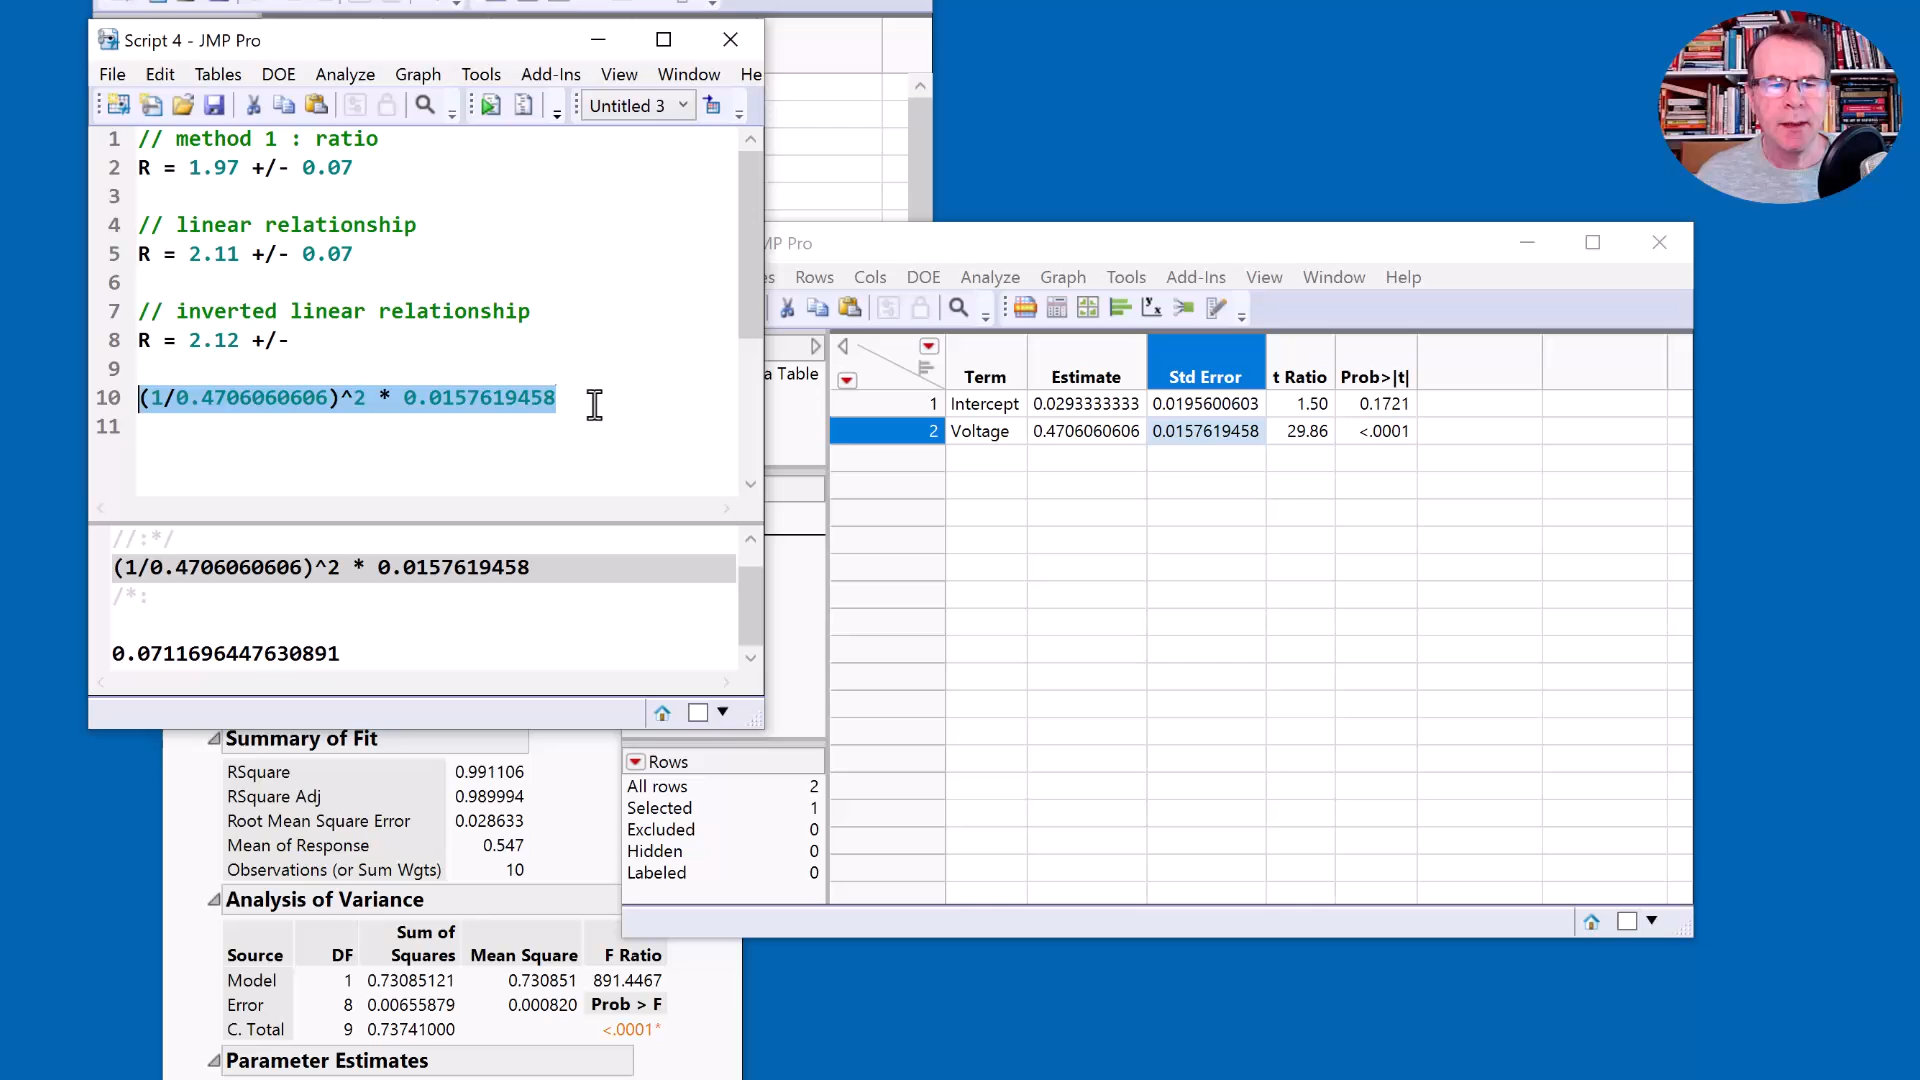 Script 4 - JMP Pro
File Edit Tables DOE Analyze Graph Tools Add-Ins View Window He
Untitled 3
1 // method 1 : ratio
2 R = 1.97 +/- 0.07
3
4 // linear relationship
5 R = 2.11 +/- 0.07
6
7 // inverted linear relationship
8 R = 2.12 +/-
9
10 (1/0.4706060606)^2 * 0.0157619458
11
//:*/
(1/0.4706060606)^2 * 0.0157619458
/*:
0.0711696447630891
MP Pro
es Rows Cols DOE Analyze Graph Tools Add-Ins View Window Help
a Table
Term Estimate Std Error t Ratio Prob>|t|
1 Intercept 0.0293333333 0.0195600603 1.50 0.1721
2 Voltage 0.4706060606 0.0157619458 29.86 <.0001
Rows
All rows 2
Selected 1
Excluded 0
Hidden 0
Labeled 0
Summary of Fit
RSquare 0.991106
RSquare Adj 0.989994
Root Mean Square Error 0.028633
Mean of Response 0.547
Observations (or Sum Wgts) 10
Analysis of Variance
Sum of
Source DF Squares Mean Square F Ratio
Model 1 0.73085121 0.730851 891.4467
Error 8 0.00655879 0.000820 Prob > F
C. Total 9 0.73741000 <.0001*
Parameter Estimates